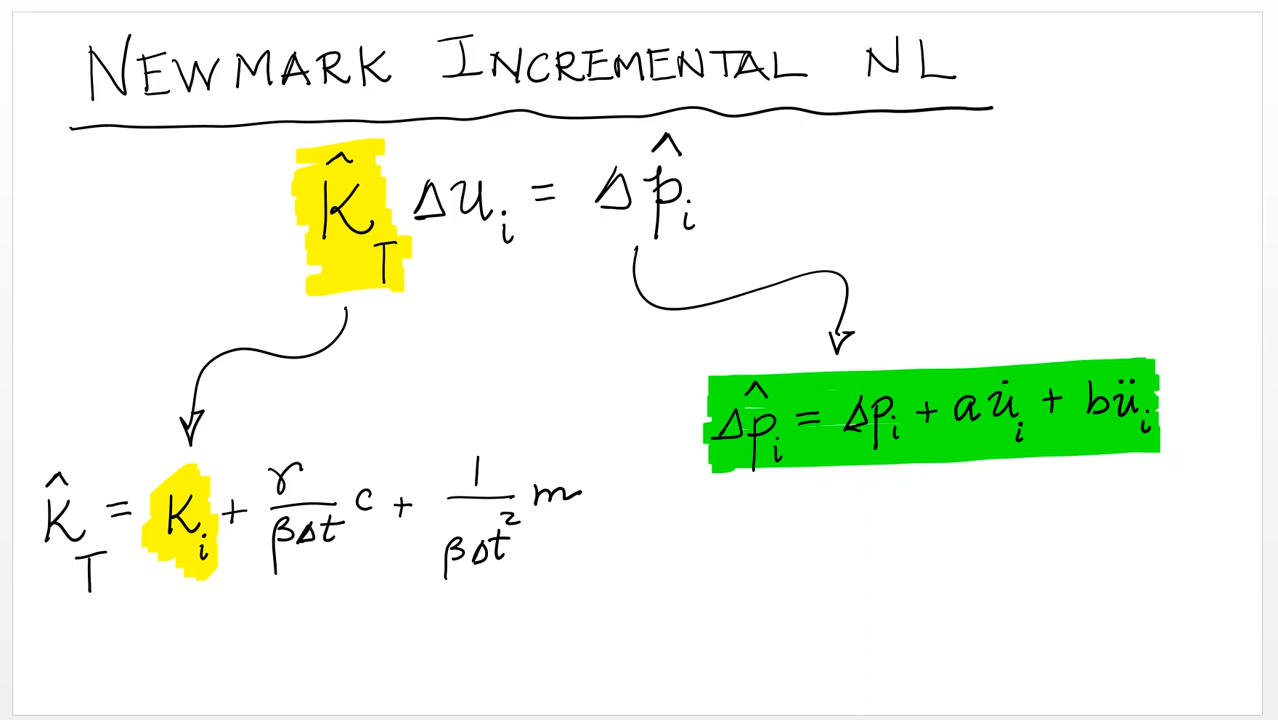 NEWMARK INCREMENTAL NL
K̂_T Δu_i = Δp̂_i
Δp̂_i = Δp_i + au̇_i + bü_i
K̂_T = K_i + γ/(βΔt) c + 1/(βΔt²) m